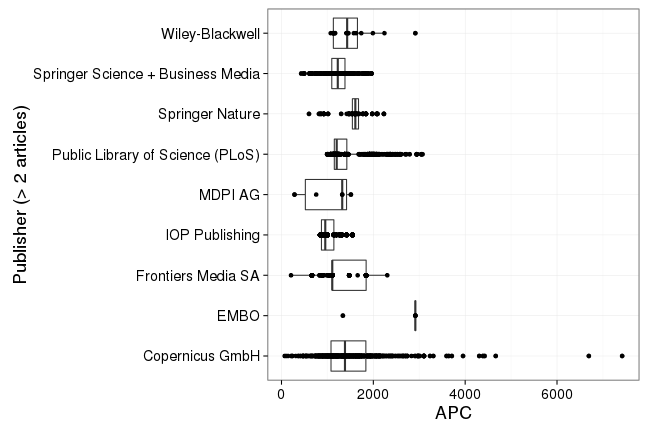 Publisher (> 2 articles)
Wiley-Blackwell
Springer Science + Business Media
Springer Nature
Public Library of Science (PLoS)
MDPI AG
IOP Publishing
Frontiers Media SA
EMBO
Copernicus GmbH
0 2000 4000 6000
APC